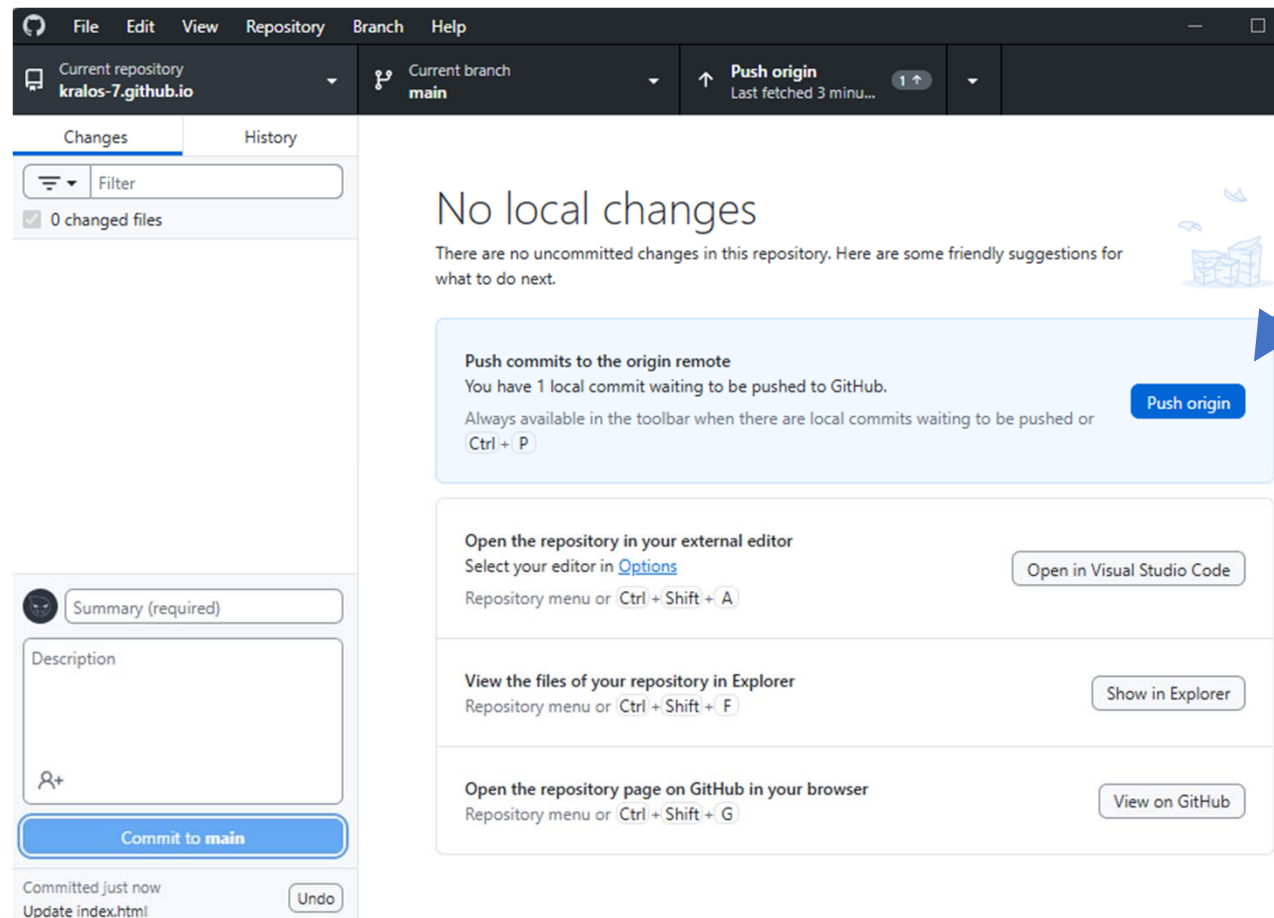 File Edit View Repository Branch Help
Current repository
kralos-7.github.io
Current branch
main
Push origin
Last fetched 3 minu...
1
Changes History
Filter
0 changed files
No local changes
There are no uncommitted changes in this repository. Here are some friendly suggestions for
what to do next.
Push commits to the origin remote
You have 1 local commit waiting to be pushed to GitHub.
Always available in the toolbar when there are local commits waiting to be pushed or
Ctrl + P
Push origin
Open the repository in your external editor
Select your editor in Options
Repository menu or Ctrl + Shift + A
Open in Visual Studio Code
View the files of your repository in Explorer
Repository menu or Ctrl + Shift + F
Show in Explorer
Open the repository page on GitHub in your browser
Repository menu or Ctrl + Shift + G
View on GitHub
Summary (required)
Description
Commit to main
Committed just now
Update index.html
Undo